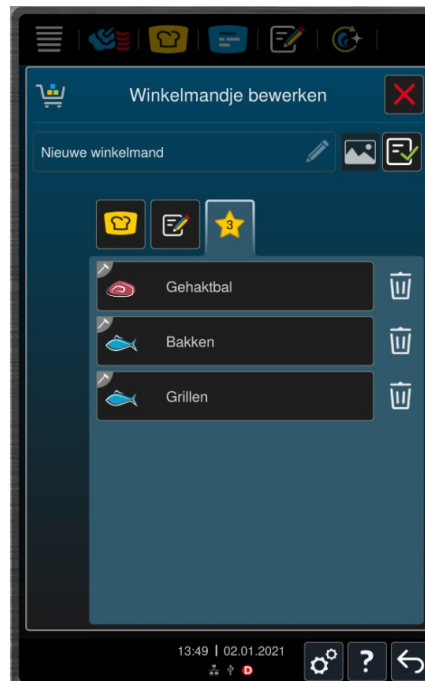 Winkelmandje bewerken
Nieuwe winkelmand
3
Gehaktbal
Bakken
Grillen
13:49 | 02.01.2021
D
?